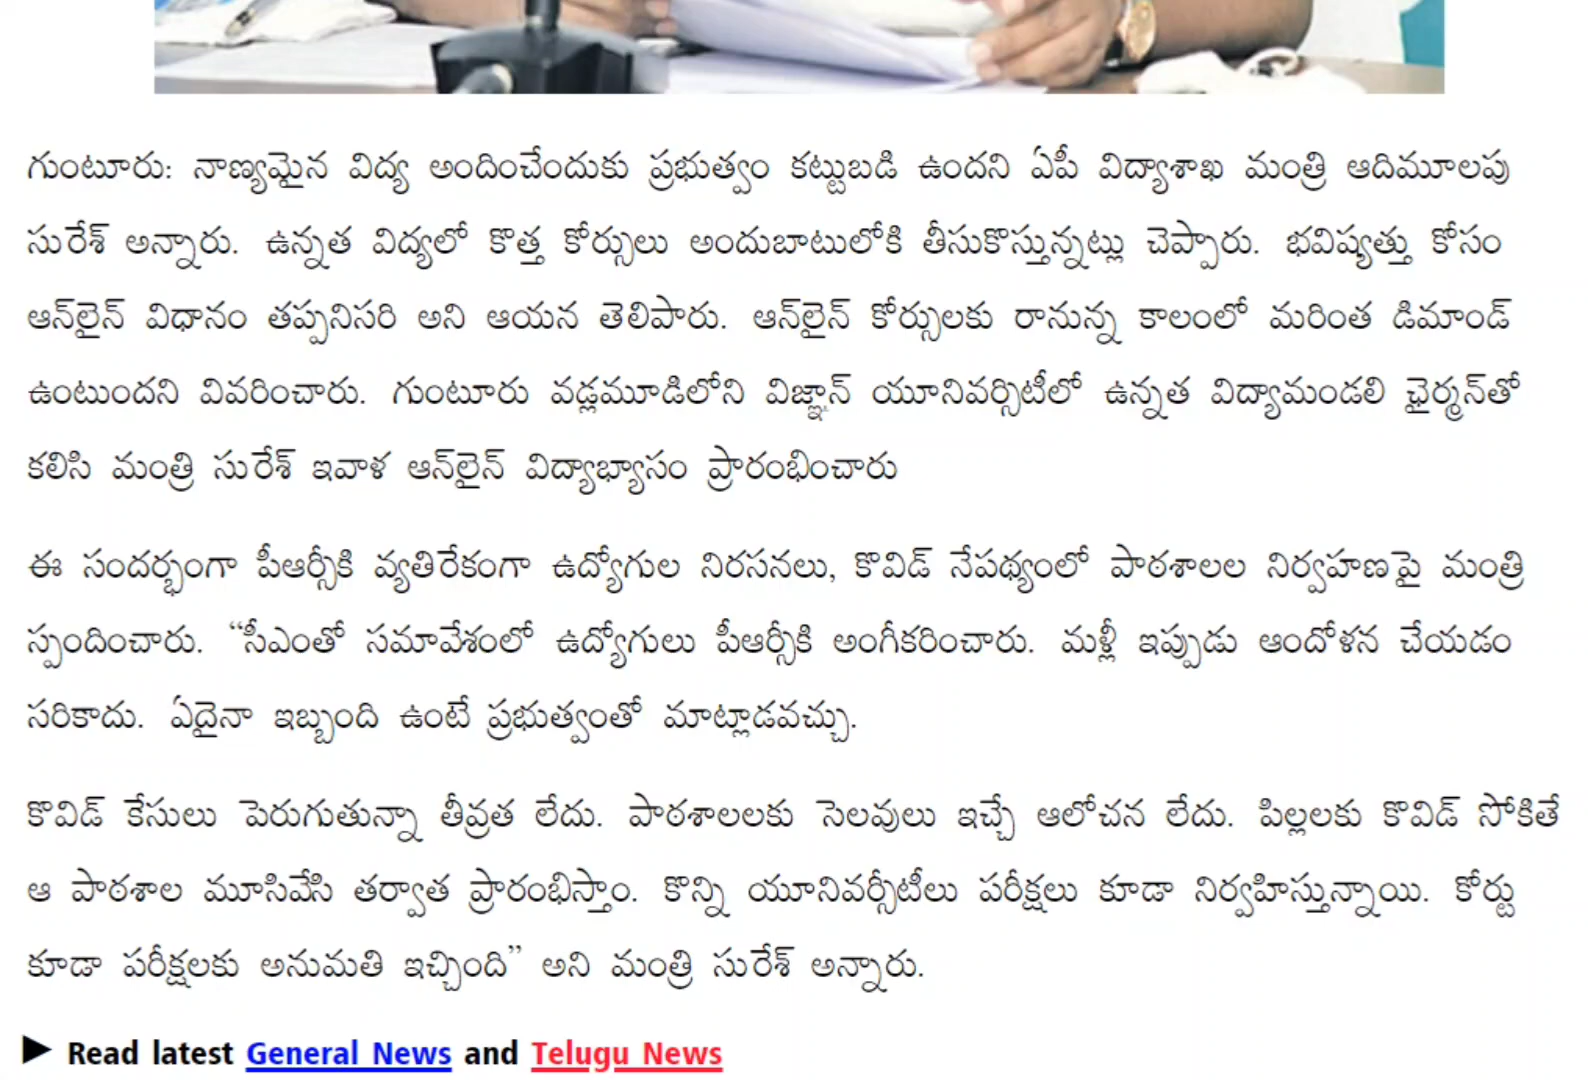 గుంటూరు: నాణ్యమైన విద్య అందించేందుకు ప్రభుత్వం కట్టుబడి ఉందని ఏపీ విద్యాశాఖ మంత్రి ఆదిమూలపు
సురేశ్ అన్నారు. ఉన్నత విద్యలో కొత్త కోర్సులు అందుబాటులోకి తీసుకొస్తున్నట్లు చెప్పారు. భవిష్యత్తు కోసం
ఆన్‌లైన్ విధానం తప్పనిసరి అని ఆయన తెలిపారు. ఆన్‌లైన్ కోర్సులకు రానున్న కాలంలో మరింత డిమాండ్
ఉంటుందని వివరించారు. గుంటూరు వడ్లమూడిలోని విజ్ఞాన్ యూనివర్సిటీలో ఉన్నత విద్యామండలి ఛైర్మన్‌తో
కలిసి మంత్రి సురేశ్ ఇవాళ ఆన్‌లైన్ విద్యాభ్యాసం ప్రారంభించారు
ఈ సందర్భంగా పీఆర్సీకి వ్యతిరేకంగా ఉద్యోగుల నిరసనలు, కొవిడ్ నేపథ్యంలో పాఠశాలల నిర్వహణపై మంత్రి
స్పందించారు. “సీఎంతో సమావేశంలో ఉద్యోగులు పీఆర్సీకి అంగీకరించారు. మళ్లీ ఇప్పుడు ఆందోళన చేయడం
సరికాదు. ఏదైనా ఇబ్బంది ఉంటే ప్రభుత్వంతో మాట్లాడవచ్చు.
కొవిడ్ కేసులు పెరుగుతున్నా తీవ్రత లేదు. పాఠశాలలకు సెలవులు ఇచ్చే ఆలోచన లేదు. పిల్లలకు కొవిడ్ సోకితే
ఆ పాఠశాల మూసివేసి తర్వాత ప్రారంభిస్తాం. కొన్ని యూనివర్సీటీలు పరీక్షలు కూడా నిర్వహిస్తున్నాయి. కోర్టు
కూడా పరీక్షలకు అనుమతి ఇచ్చింది” అని మంత్రి సురేశ్ అన్నారు.
► Read latest General News and Telugu News